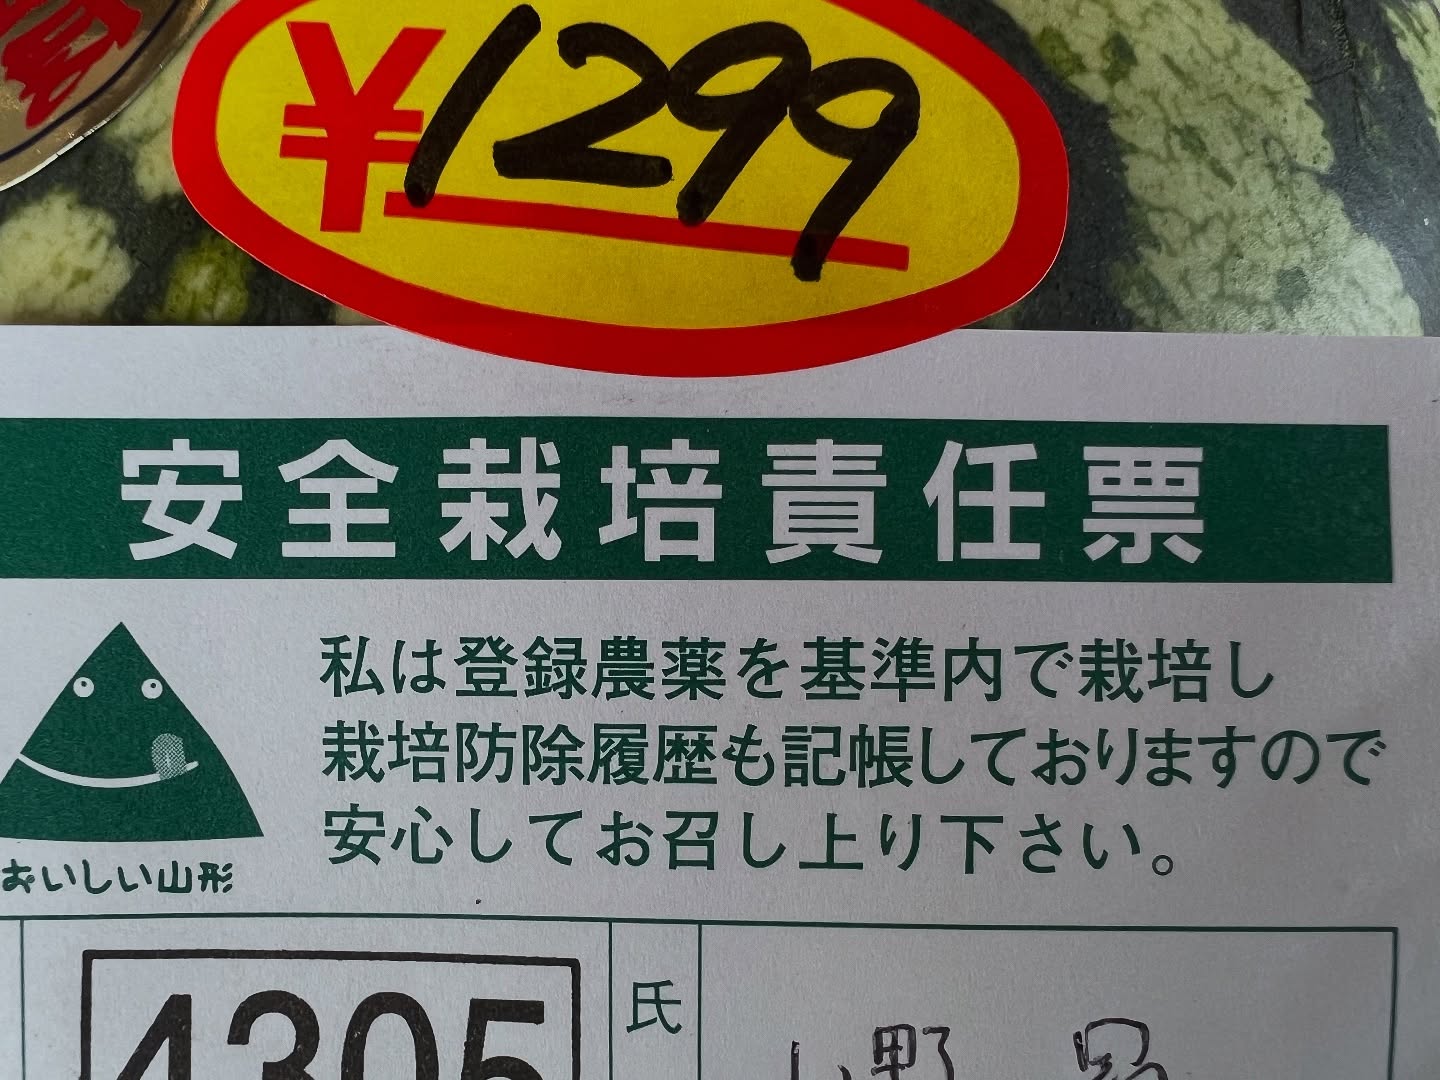 ¥1299
安全栽培責任票
私は登録農薬を基準内で栽培し
栽培防除履歴も記帳しておりますので
安心してお召し上り下さい。
おいしい山形
4305
氏